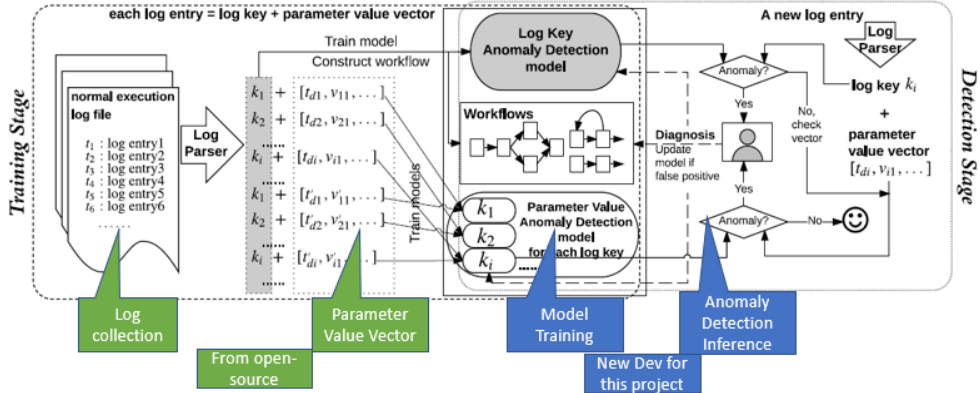 each log entry = log key + parameter value vector
Training Stage
normal execution
log file
t₁ : log entry1
t₂ : log entry2
t₃ : log entry3
t₄ : log entry4
t₅ : log entry5
t₆ : log entry6
......
Log
Parser
Train model
Construct workflow
k₁ + [t_d1, v₁₁, . . . ]
k₂ + [t_d2, v₂₁, . . . ]
kᵢ + [t_di, v_i1, . . . ]
......
k₁ + [t'_d1, v'₁₁, . . . ]
k₂ + [t'_d2, v'₂₁, . . . ]
......
kᵢ + [t'_di, v'_i1, . . . ]
Train models
Log Key
Anomaly Detection
model
Workflows
k₁
k₂
kᵢ
......
Parameter Value
Anomaly Detection
model
for each log key
Diagnosis
Update
model if
false positive
Anomaly?
Yes
No,
check
vector
Yes
Anomaly?
No
A new log entry
Log
Parser
log key kᵢ
+
parameter
value vector
[t_di, v_i1, . . . ]
Detection Stage
Log
collection
Parameter
Value Vector
Model
Training
Anomaly
Detection
Inference
From open-
source
New Dev for
this project